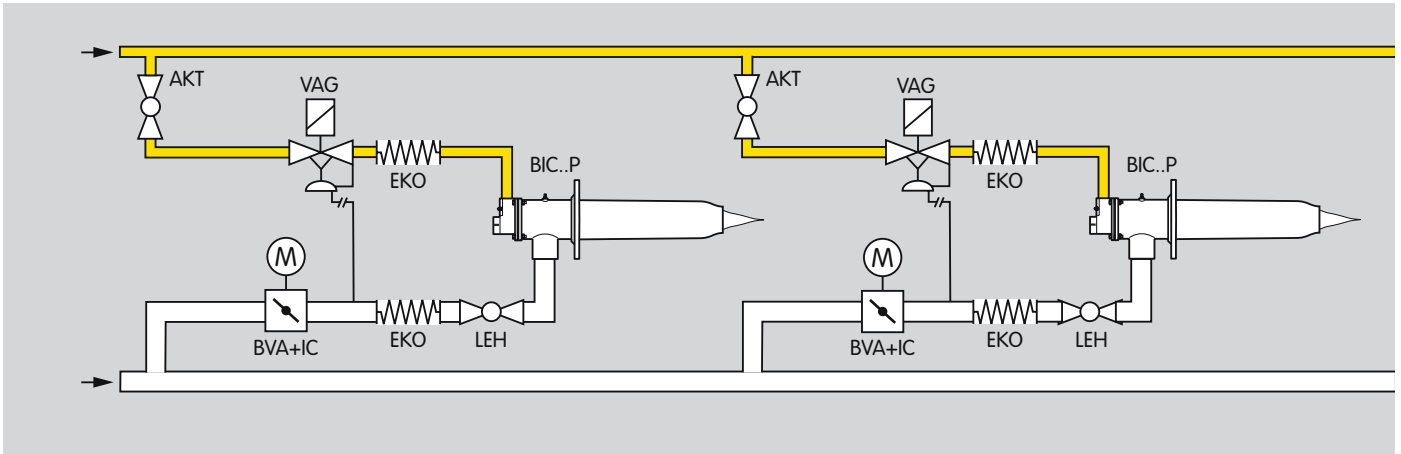 AKT
VAG
EKO
BIC..P
M
BVA+IC
EKO
LEH
AKT
VAG
EKO
BIC..P
M
BVA+IC
EKO
LEH